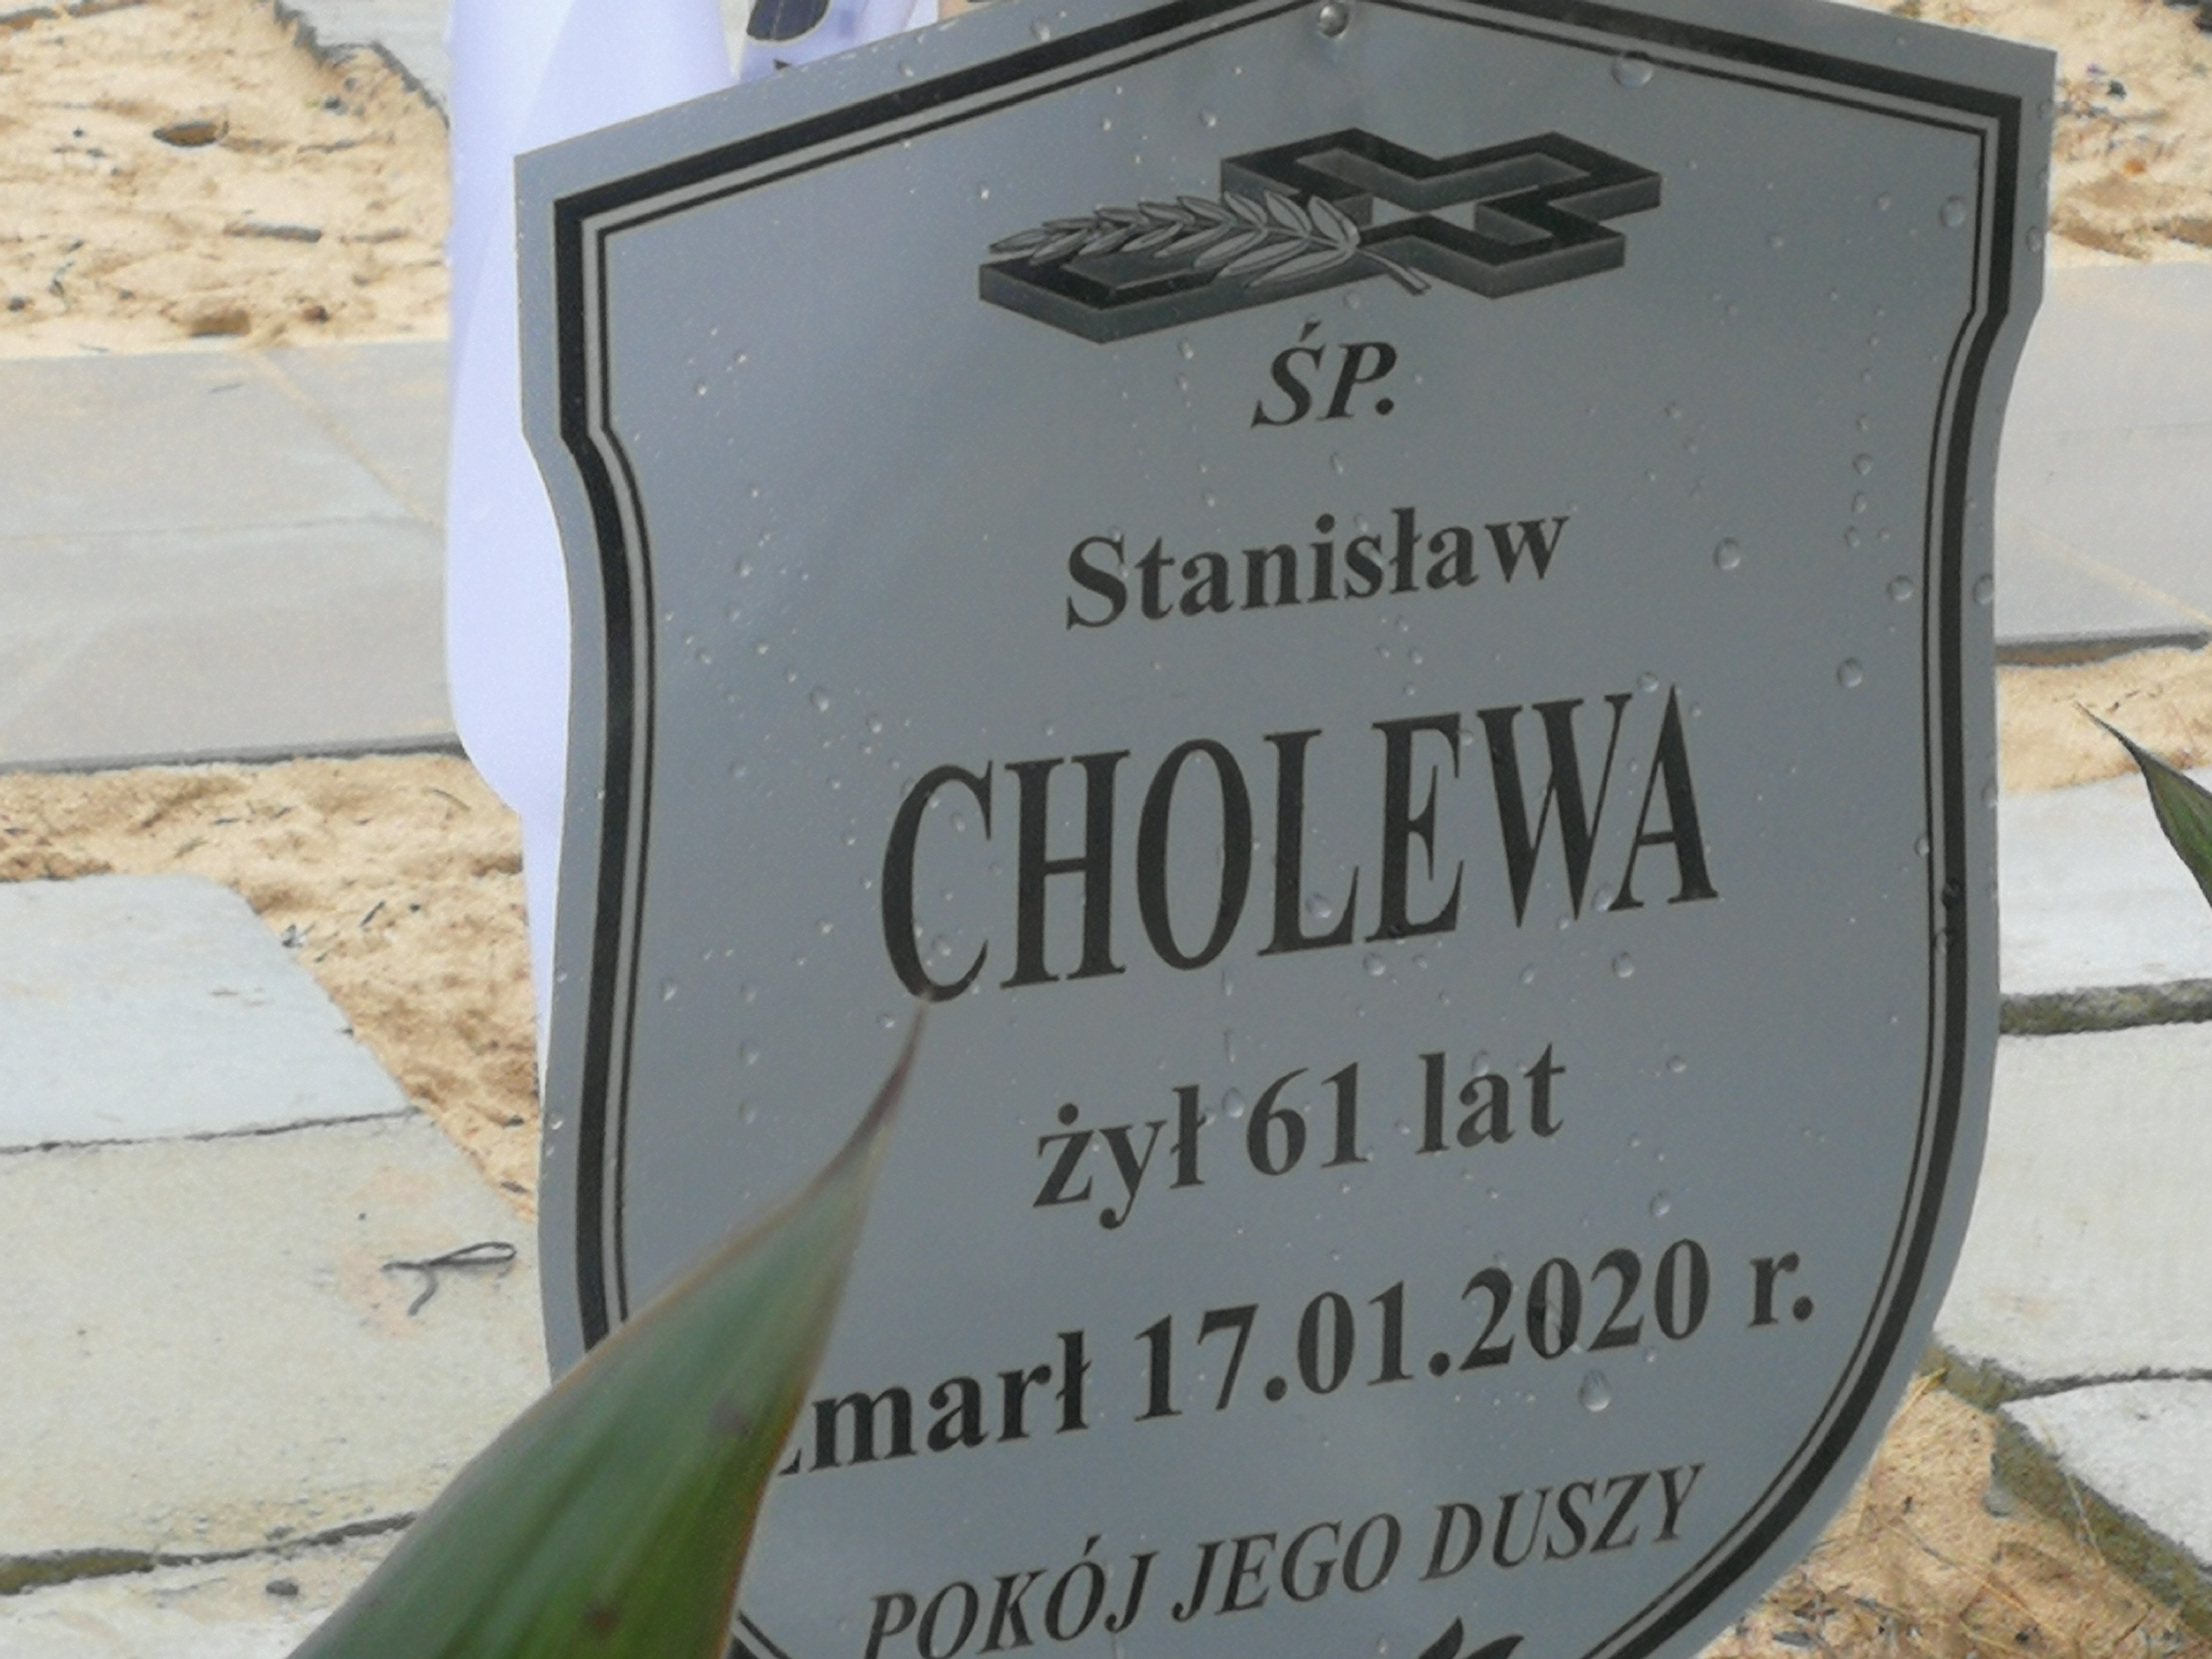 ŚP.
Stanisław
CHOLEWA
żył 61 lat
zmarł 17.01.2020 r.
POKÓJ JEGO DUSZY